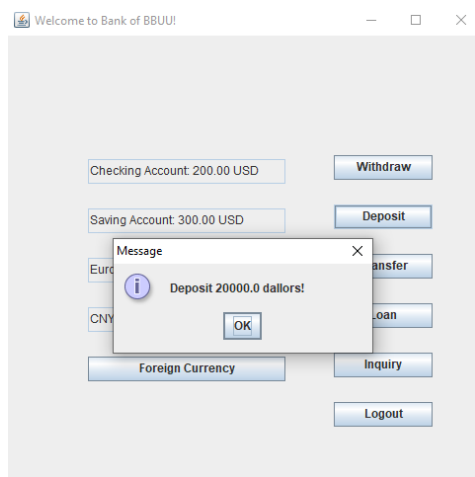 Welcome to Bank of BBUU!
Checking Account: 200.00 USD
Withdraw
Saving Account: 300.00 USD
Deposit
Message
Deposit 20000.0 dallors!
OK
CNY
Foreign Currency
Inquiry
Logout